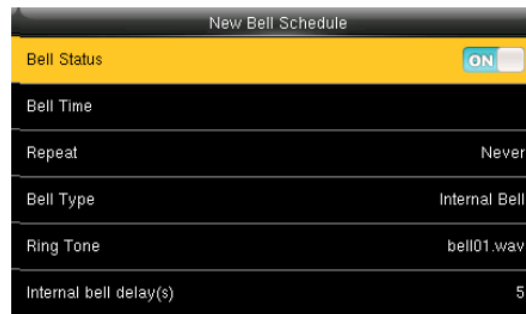 New Bell Schedule
Bell Status ON
Bell Time
Repeat Never
Bell Type Internal Bell
Ring Tone bell01.wav
Internal bell delay(s) 5